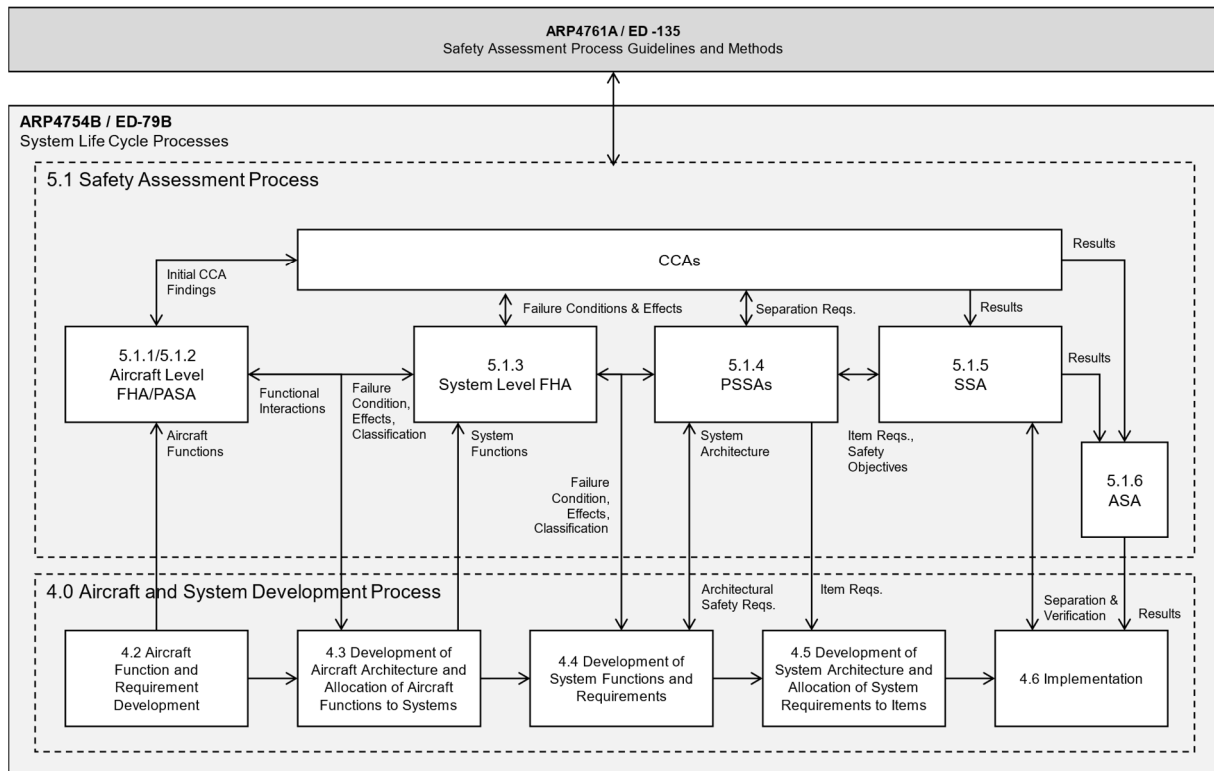 ARP4761A / ED -135
Safety Assessment Process Guidelines and Methods
ARP4754B / ED-79B
System Life Cycle Processes
5.1 Safety Assessment Process
CCAs
Results
Initial CCA
Findings
Failure Conditions & Effects
Separation Reqs.
Results
5.1.1/5.1.2
Aircraft Level
FHA/PASA
5.1.3
System Level FHA
5.1.4
PSSAs
5.1.5
SSA
Results
Functional
Interactions
Failure
Condition,
Effects,
Classification
Aircraft
Functions
System
Functions
Failure
Condition,
Effects,
Classification
System
Architecture
Item Reqs.,
Safety
Objectives
5.1.6
ASA
4.0 Aircraft and System Development Process
Architectural
Safety Reqs.
Item Reqs.
Separation &
Verification
Results
4.2 Aircraft
Function and
Requirement
Development
4.3 Development of
Aircraft Architecture and
Allocation of Aircraft
Functions to Systems
4.4 Development of
System Functions and
Requirements
4.5 Development of
System Architecture and
Allocation of System
Requirements to Items
4.6 Implementation